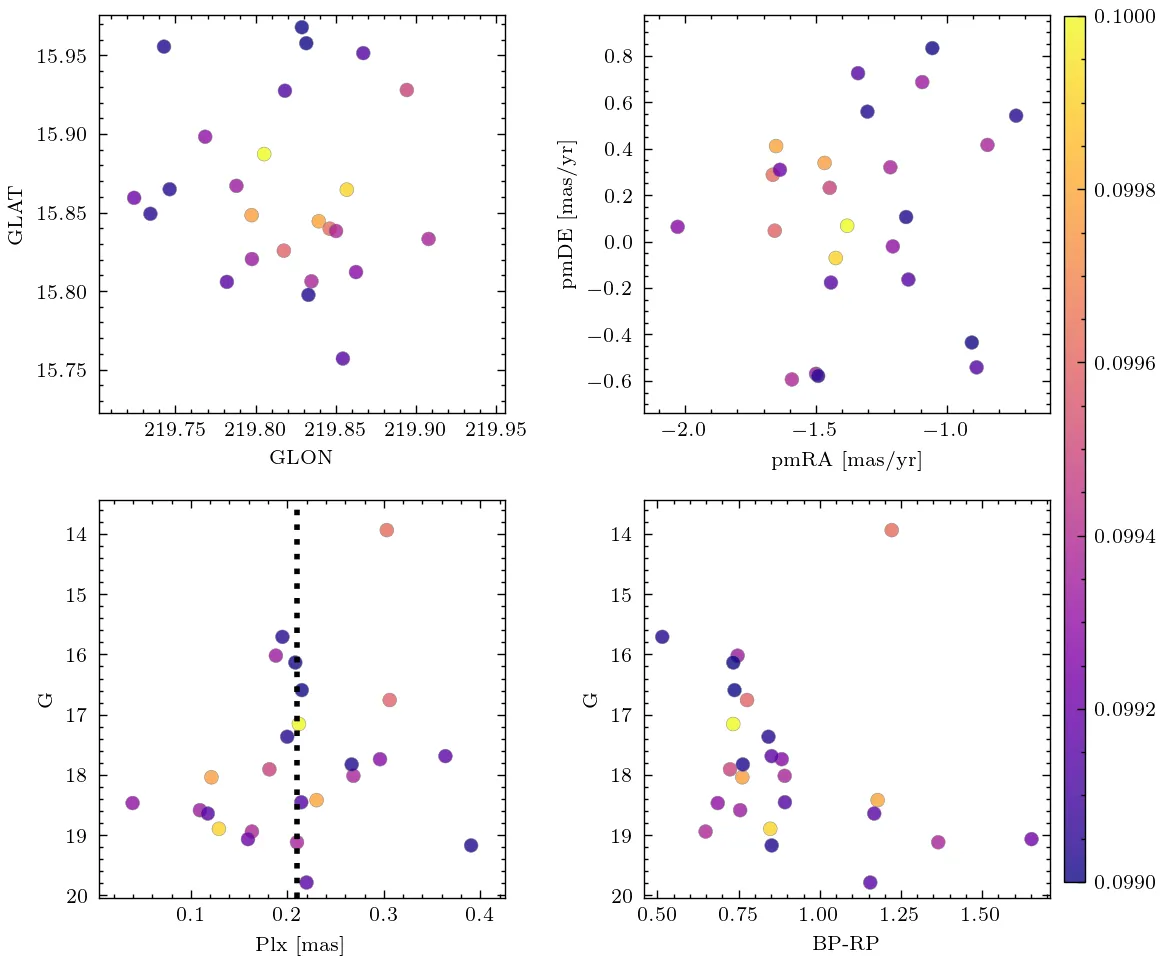 15.95
15.90
15.85
15.80
15.75
GLAT
219.75 219.80 219.85 219.90 219.95
GLON
0.8
0.6
0.4
0.2
0.0
−0.2
−0.4
−0.6
pmDE [mas/yr]
−2.0 −1.5 −1.0
pmRA [mas/yr]
0.1000
0.0998
0.0996
0.0994
0.0992
0.0990
14
15
16
17
18
19
20
G
0.1 0.2 0.3 0.4
Plx [mas]
14
15
16
17
18
19
20
G
0.50 0.75 1.00 1.25 1.50
BP-RP